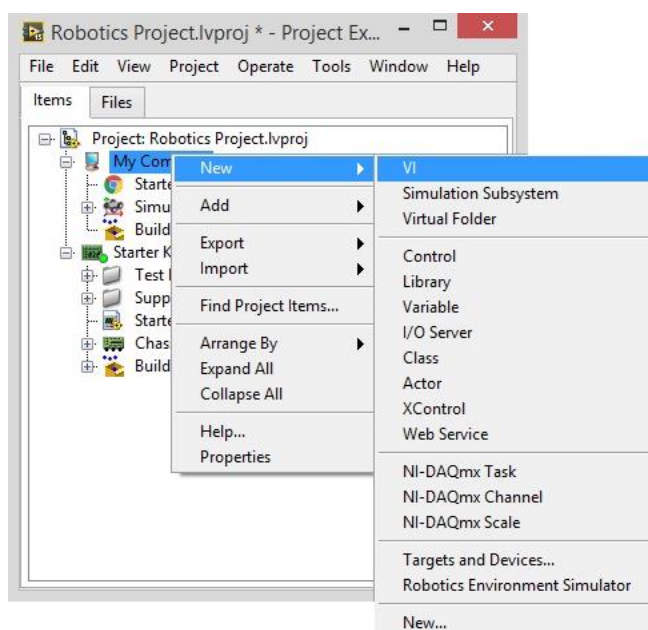 Robotics Project.lvproj * - Project Ex...
File Edit View Project Operate Tools Window Help
Items Files
Project: Robotics Project.lvproj
My Com
Starte
Simu
Build
Starter K
Test
Supp
Starte
Chas
Build
New
Add
Export
Import
Find Project Items...
Arrange By
Expand All
Collapse All
Help...
Properties
VI
Simulation Subsystem
Virtual Folder
Control
Library
Variable
I/O Server
Class
Actor
XControl
Web Service
NI-DAQmx Task
NI-DAQmx Channel
NI-DAQmx Scale
Targets and Devices...
Robotics Environment Simulator
New...